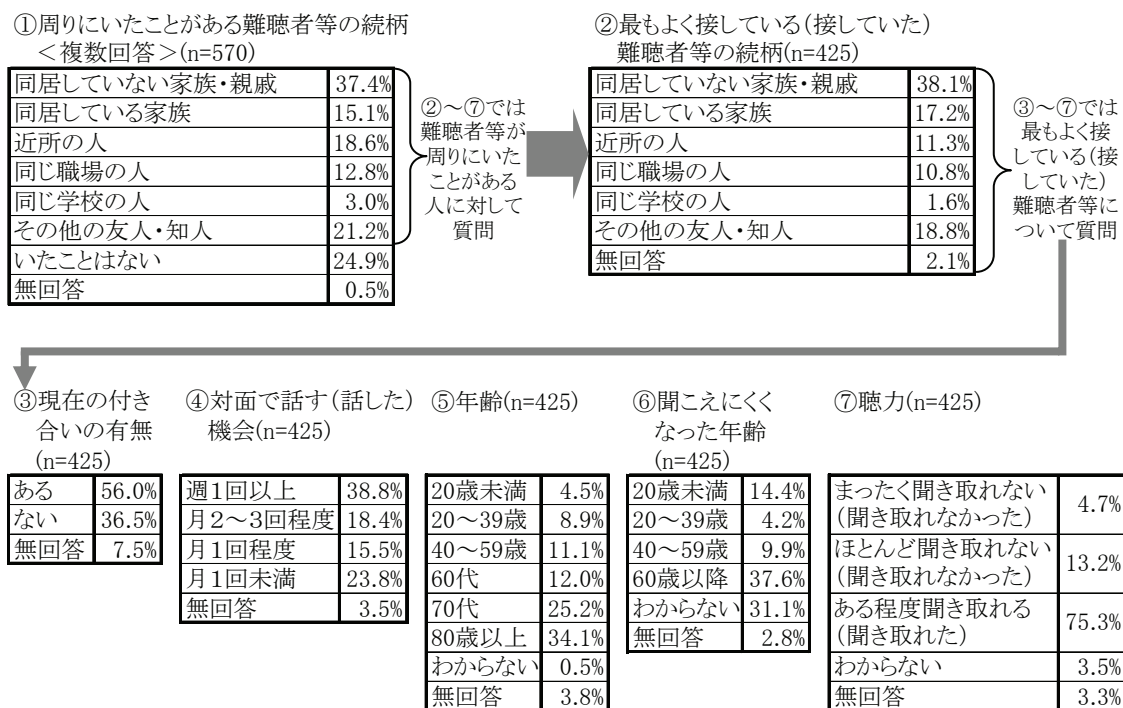 ①周りにいたことがある難聴者等の続柄
＜複数回答＞(n=570)
同居していない家族・親戚 37.4%
同居している家族 15.1%
近所の人 18.6%
同じ職場の人 12.8%
同じ学校の人 3.0%
その他の友人・知人 21.2%
いたことはない 24.9%
無回答 0.5%
②～⑦では
難聴者等が
周りにいた
ことがある
人に対して
質問
②最もよく接している(接していた)
難聴者等の続柄(n=425)
同居していない家族・親戚 38.1%
同居している家族 17.2%
近所の人 11.3%
同じ職場の人 10.8%
同じ学校の人 1.6%
その他の友人・知人 18.8%
無回答 2.1%
③～⑦では
最もよく接
している(接
していた)
難聴者等に
ついて質問
③現在の付き
合いの有無
(n=425)
ある 56.0%
ない 36.5%
無回答 7.5%
④対面で話す(話した)
機会(n=425)
週１回以上 38.8%
月２～３回程度 18.4%
月１回程度 15.5%
月１回未満 23.8%
無回答 3.5%
⑤年齢(n=425)
20歳未満 4.5%
20～39歳 8.9%
40～59歳 11.1%
60代 12.0%
70代 25.2%
80歳以上 34.1%
わからない 0.5%
無回答 3.8%
⑥聞こえにくく
なった年齢
(n=425)
20歳未満 14.4%
20～39歳 4.2%
40～59歳 9.9%
60歳以降 37.6%
わからない 31.1%
無回答 2.8%
⑦聴力(n=425)
まったく聞き取れない
(聞き取れなかった) 4.7%
ほとんど聞き取れない
(聞き取れなかった) 13.2%
ある程度聞き取れる
(聞き取れた) 75.3%
わからない 3.5%
無回答 3.3%